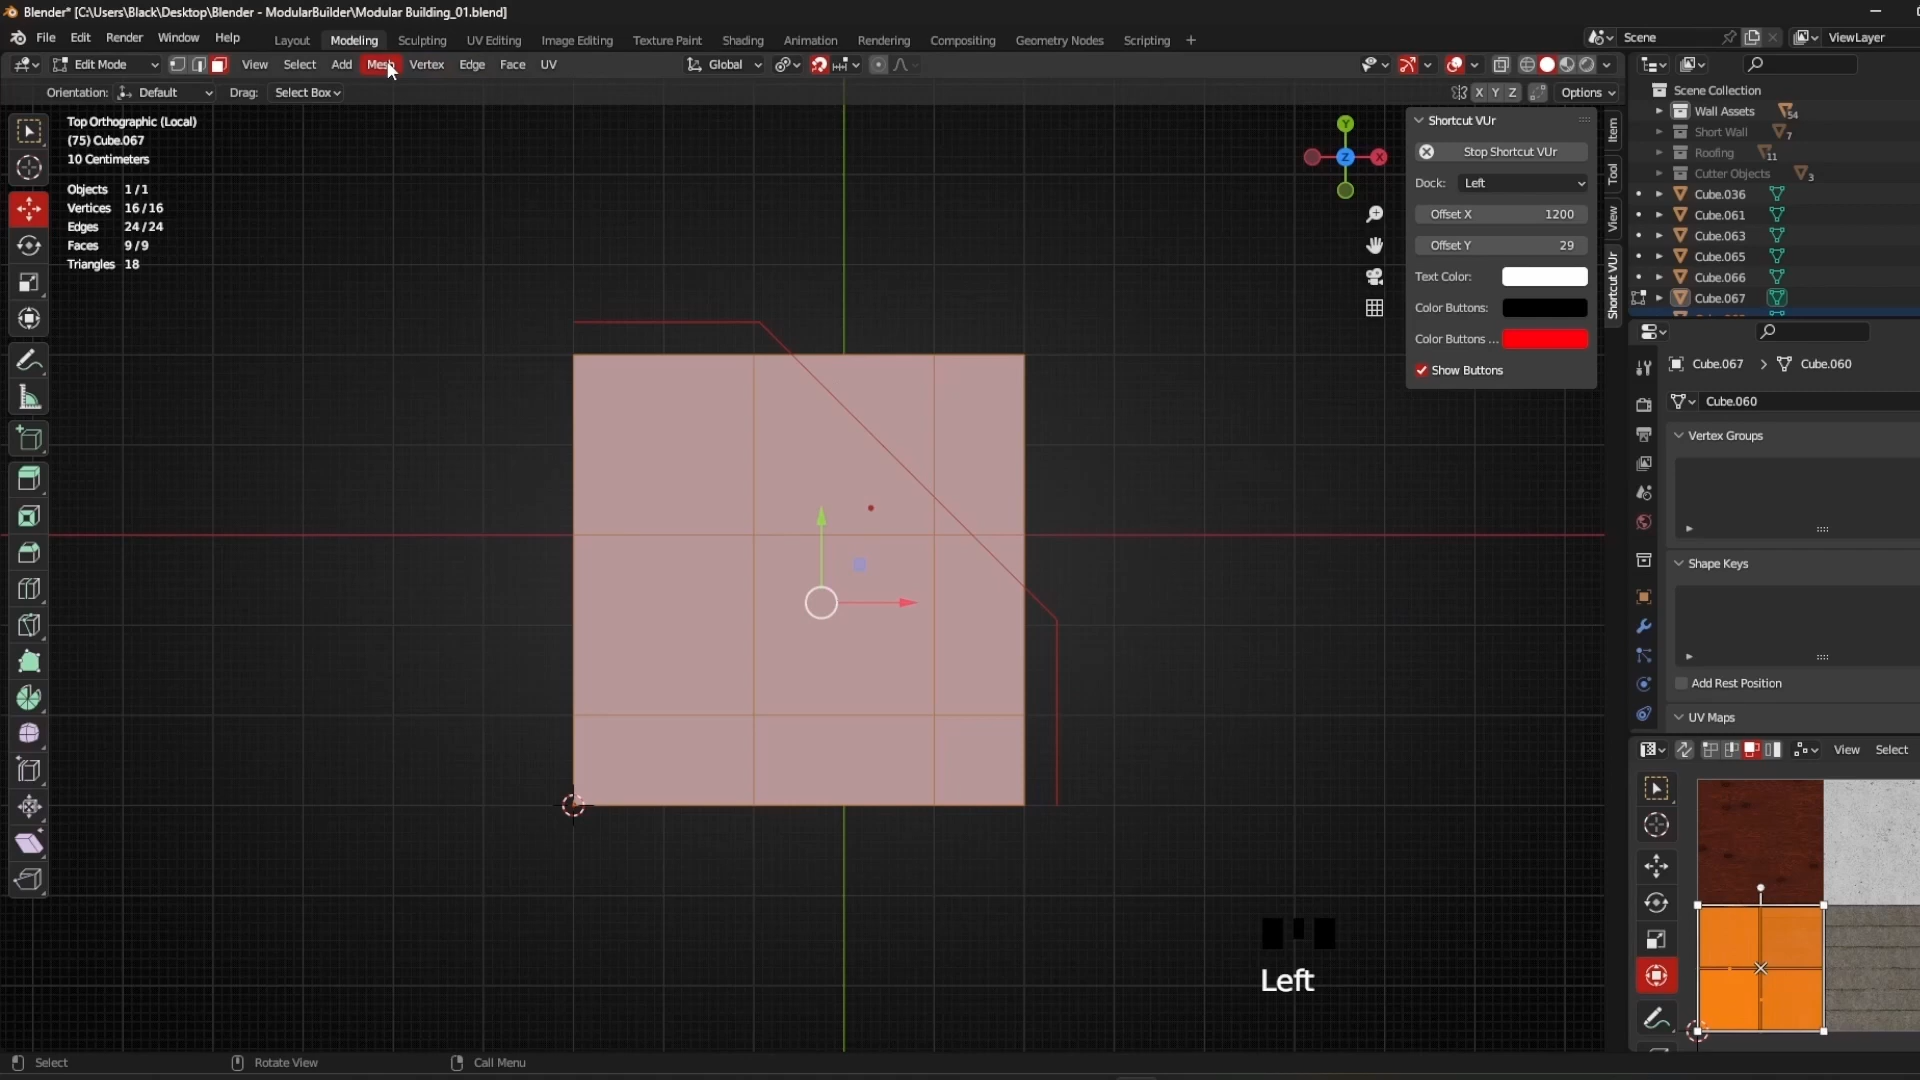 Blender* [C:\Users\Black\Desktop\Blender - ModularBuilder\Modular Building_01.blend]
File Edit Render Window Help Layout Modeling Sculpting UV Editing Image Editing Texture Paint Shading Animation Rendering Compositing Geometry Nodes Scripting + Scene ViewLayer
Edit Mode View Select Add Mesh Vertex Edge Face UV Global
Orientation: Default Drag: Select Box X Y Z Options
Top Orthographic (Local)
(75) Cube.067
10 Centimeters
Objects 1/1
Vertices 16/16
Edges 24/24
Faces 9/9
Triangles 18
Y
X
Z
Shortcut VUr
Stop Shortcut VUr
Dock: Left
Offset X 1200
Offset Y 29
Text Color:
Color Buttons:
Color Buttons ...
Show Buttons
Item
Tool
View
Shortcut VUr
Scene Collection
Wall Assets 54
Short Wall 7
Roofing 11
Cutter Objects 3
Cube.036
Cube.061
Cube.063
Cube.065
Cube.066
Cube.067
Cube.067 > Cube.060
Cube.060
Vertex Groups
Shape Keys
Add Rest Position
UV Maps
View Select
Left
Select Rotate View Call Menu